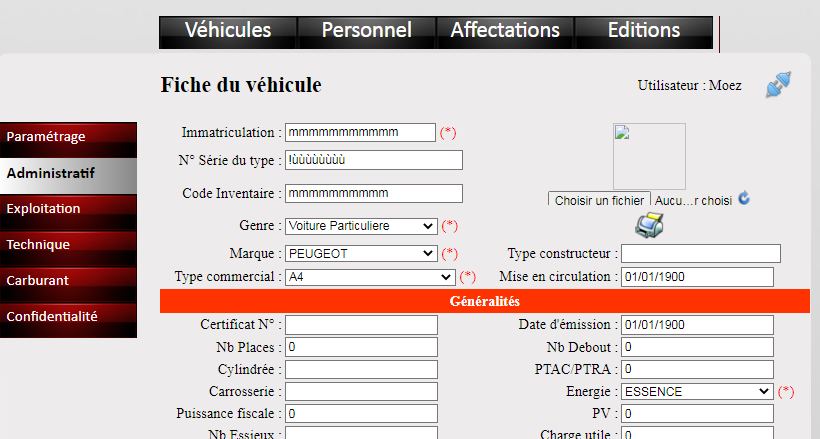 Véhicules Personnel Affectations Editions
Fiche du véhicule
Utilisateur : Moez
Paramétrage
Administratif
Exploitation
Technique
Carburant
Confidentialité
Immatriculation : mmmmmmmmmmm (*)
N° Série du type : !ùùùùùùùù
Code Inventaire : mmmmmmmmmm
Choisir un fichier Aucu...r choisi
Genre : Voiture Particuliere (*)
Marque : PEUGEOT (*)
Type constructeur :
Type commercial : A4 (*)
Mise en circulation : 01/01/1900
Généralités
Certificat N° :
Date d'émission : 01/01/1900
Nb Places : 0
Nb Debout : 0
Cylindrée :
PTAC/PTRA : 0
Carrosserie :
Energie : ESSENCE (*)
Puissance fiscale : 0
PV : 0
Nb Essieux :
Charge utile : 0